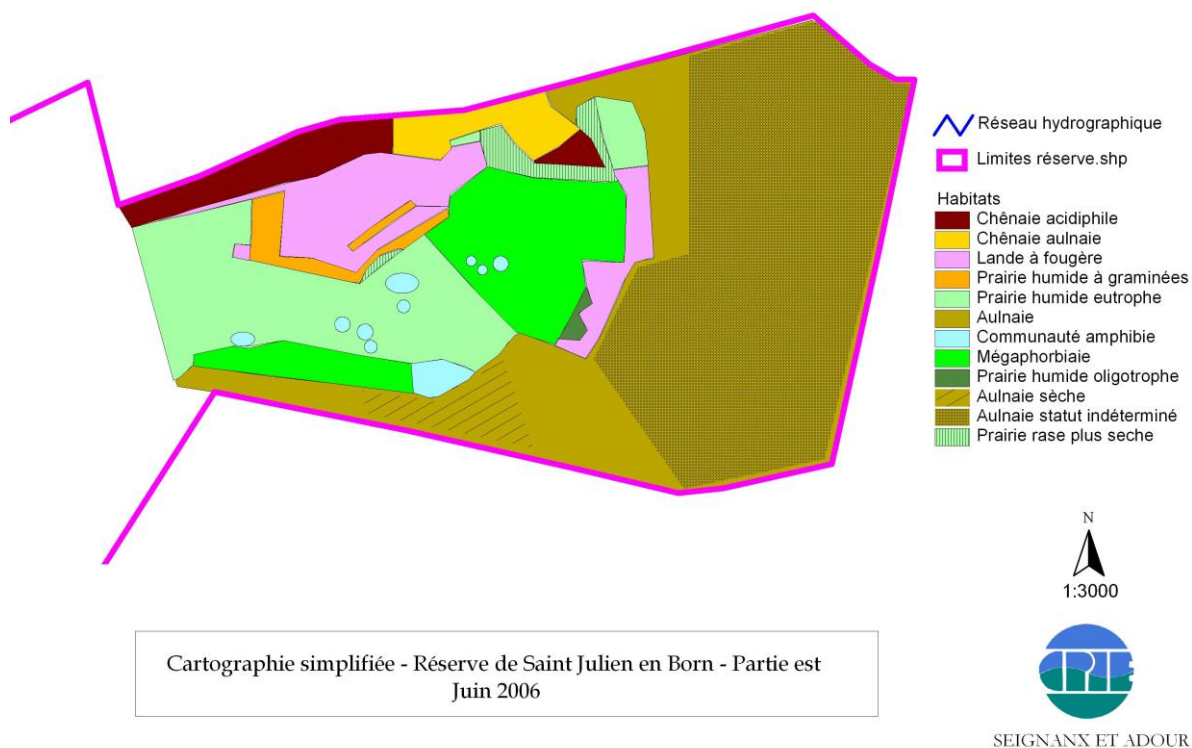 Réseau hydrographique
Limites réserve.shp
Habitats
Chênaie acidiphile
Chênaie aulnaie
Lande à fougère
Prairie humide à graminées
Prairie humide eutrophe
Aulnaie
Communauté amphibie
Mégaphorbiaie
Prairie humide oligotrophe
Aulnaie sèche
Aulnaie statut indéterminé
Prairie rase plus seche
N
1:3000
Cartographie simplifiée - Réserve de Saint Julien en Born - Partie est
Juin 2006
CPIE
SEIGNANX ET ADOUR